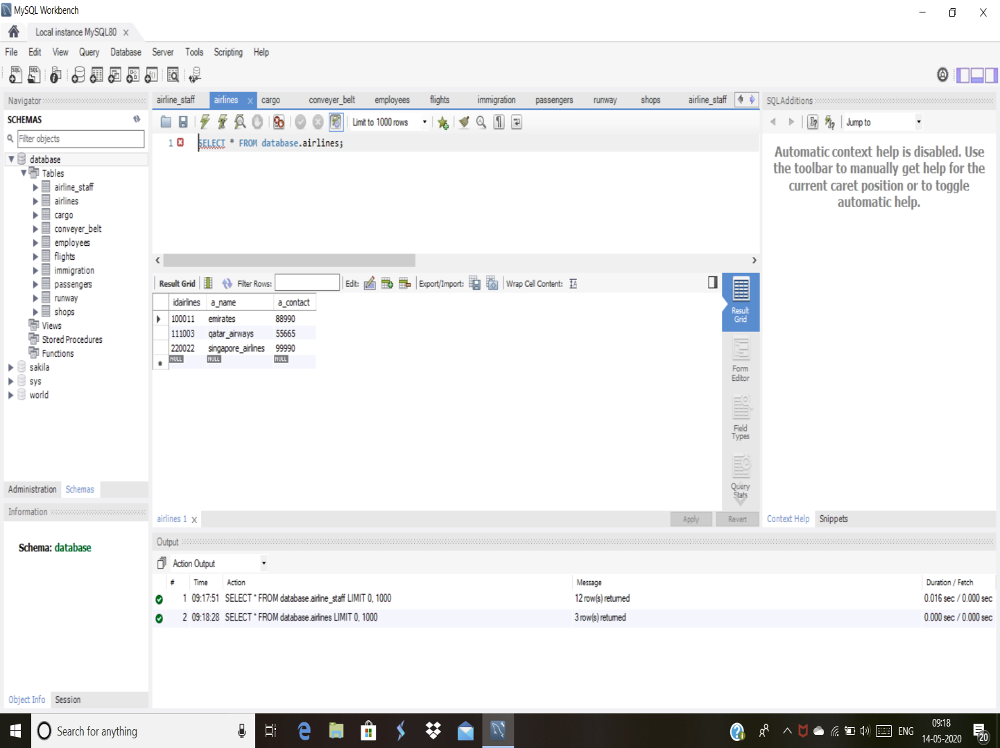 MySQL Workbench
Local instance MySQL80 x
File Edit View Query Database Server Tools Scripting Help
Navigator
SCHEMAS
Filter objects
database
Tables
airline_staff
airlines
cargo
conveyer_belt
employees
flights
immigration
passengers
runway
shops
Views
Stored Procedures
Functions
sakila
sys
world
Administration Schemas
Information
Schema: database
Object Info Session
airline_staff airlines x cargo conveyer_belt employees flights immigration passengers runway shops airline_staff
Limit to 1000 rows
1 SELECT * FROM database.airlines;
Result Grid Filter Rows: Edit: Export/Import: Wrap Cell Content:
idairlines a_name a_contact
100011 emirates 88990
111003 qatar_airways 55665
220022 singapore_airlines 99990
NULL NULL NULL
Result
Grid
Form
Editor
Field
Types
Query
Stats
airlines 1 x Apply Revert
SQLAdditions
Jump to
Automatic context help is disabled. Use
the toolbar to manually get help for the
current caret position or to toggle
automatic help.
Context Help Snippets
Output
Action Output
# Time Action Message Duration / Fetch
1 09:17:51 SELECT * FROM database.airline_staff LIMIT 0, 1000 12 row(s) returned 0.016 sec / 0.000 sec
2 09:18:28 SELECT * FROM database.airlines LIMIT 0, 1000 3 row(s) returned 0.000 sec / 0.000 sec
Search for anything
ENG
09:18
14-05-2020
20